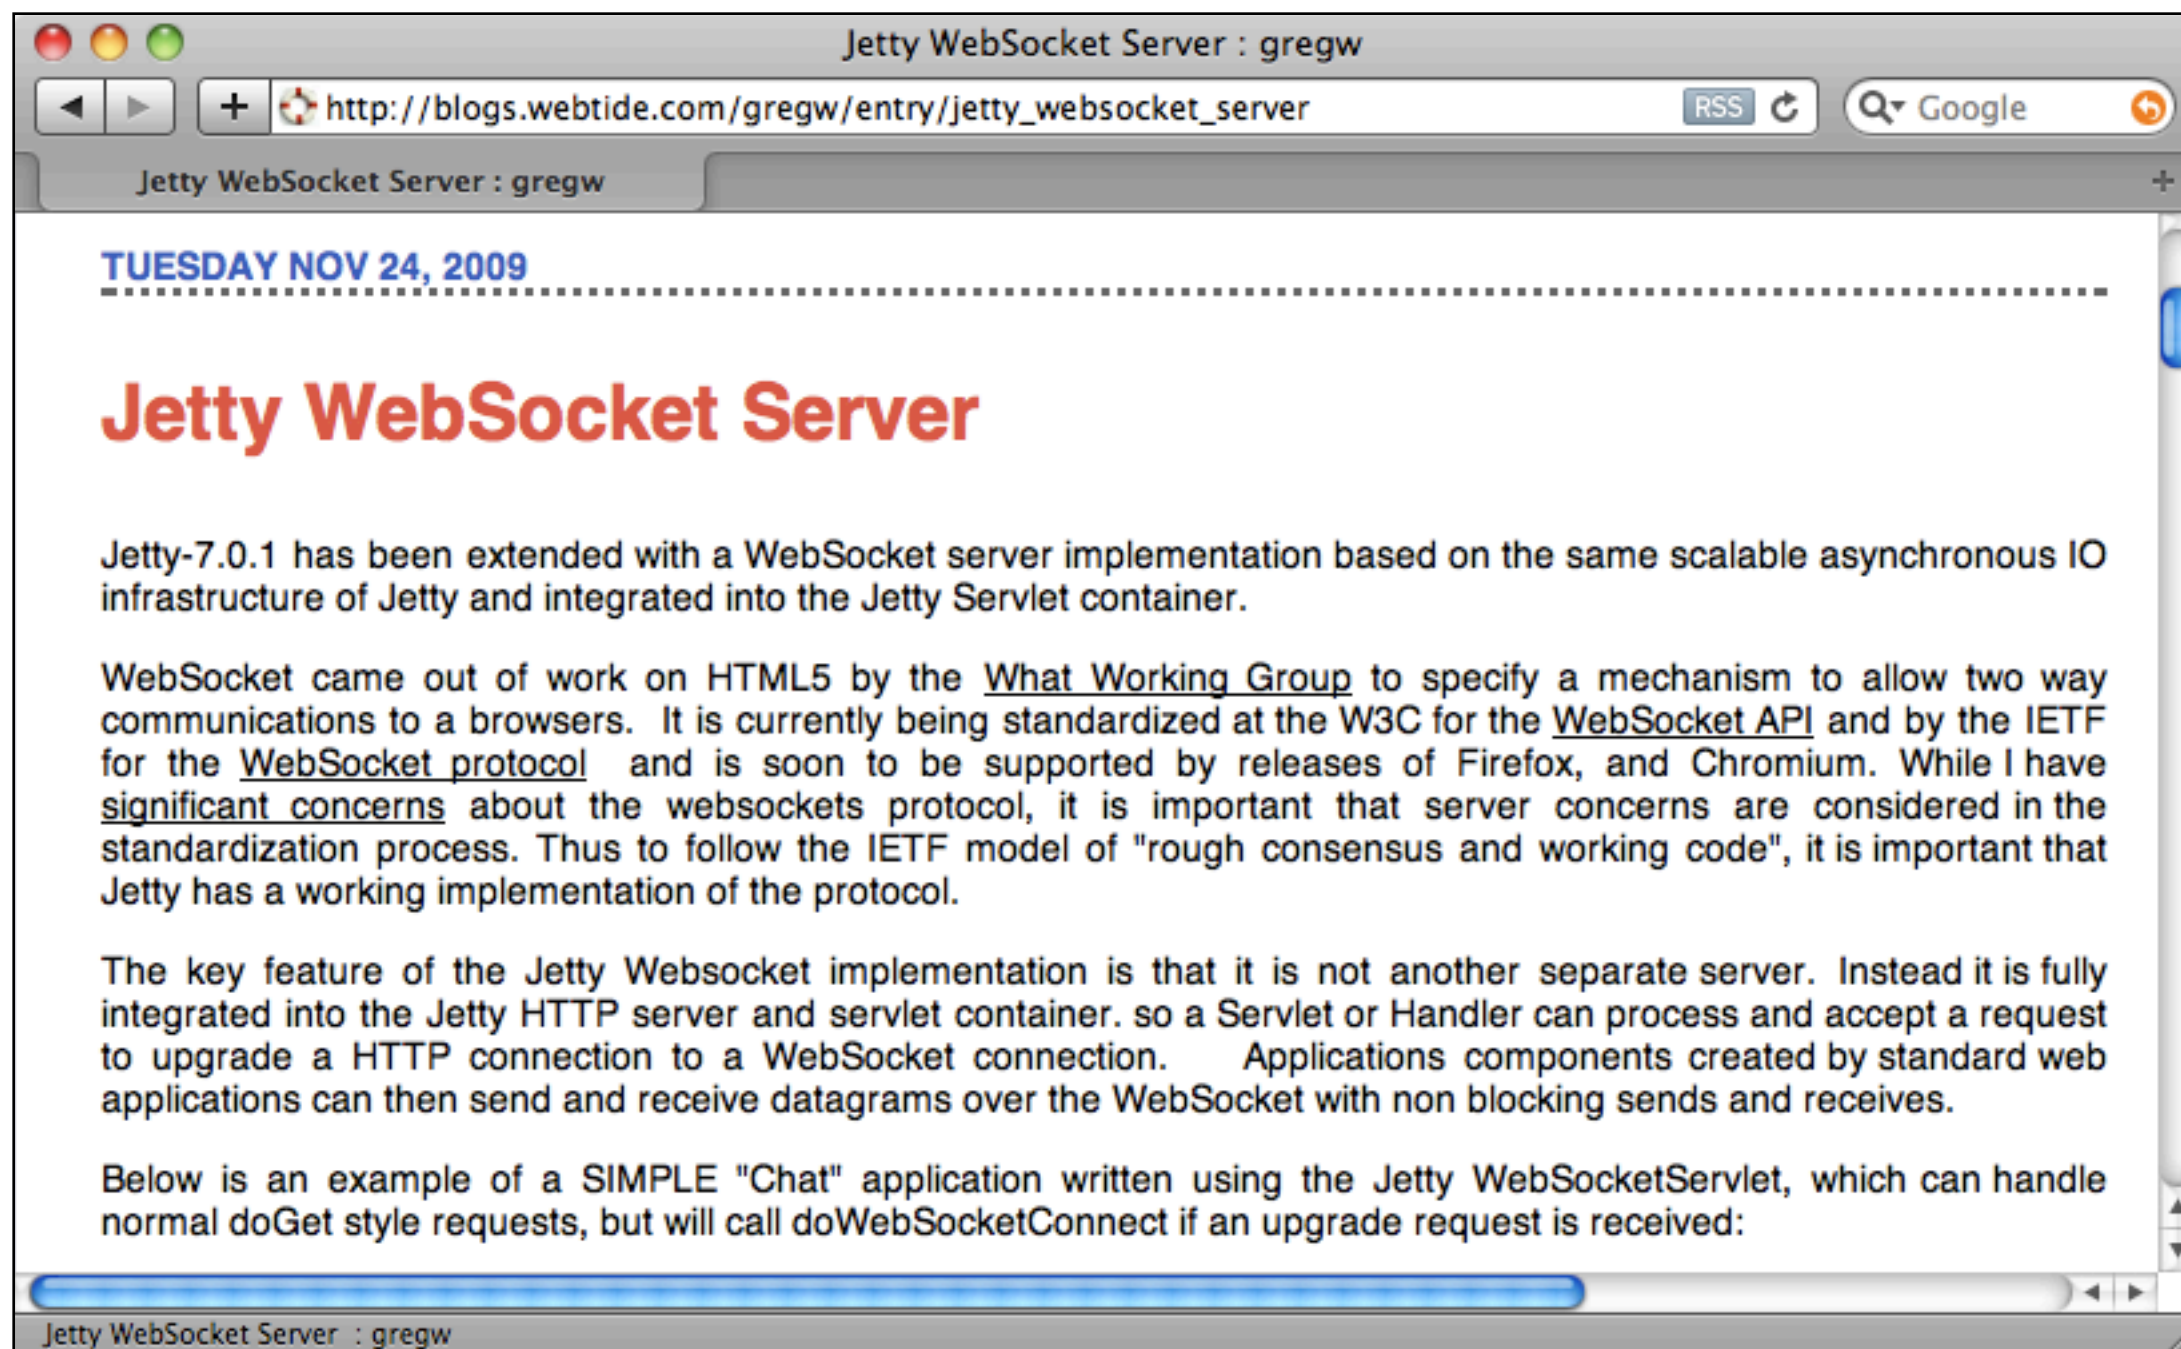 Jetty WebSocket Server : gregw
http://blogs.webtide.com/gregw/entry/jetty_websocket_server RSS Google
Jetty WebSocket Server : gregw
TUESDAY NOV 24, 2009
Jetty WebSocket Server
Jetty-7.0.1 has been extended with a WebSocket server implementation based on the same scalable asynchronous IO
infrastructure of Jetty and integrated into the Jetty Servlet container.
WebSocket came out of work on HTML5 by the What Working Group to specify a mechanism to allow two way
communications to a browsers. It is currently being standardized at the W3C for the WebSocket API and by the IETF
for the WebSocket protocol and is soon to be supported by releases of Firefox, and Chromium. While I have
significant concerns about the websockets protocol, it is important that server concerns are considered in the
standardization process. Thus to follow the IETF model of "rough consensus and working code", it is important that
Jetty has a working implementation of the protocol.
The key feature of the Jetty Websocket implementation is that it is not another separate server. Instead it is fully
integrated into the Jetty HTTP server and servlet container. so a Servlet or Handler can process and accept a request
to upgrade a HTTP connection to a WebSocket connection. Applications components created by standard web
applications can then send and receive datagrams over the WebSocket with non blocking sends and receives.
Below is an example of a SIMPLE "Chat" application written using the Jetty WebSocketServlet, which can handle
normal doGet style requests, but will call doWebSocketConnect if an upgrade request is received:
Jetty WebSocket Server : gregw